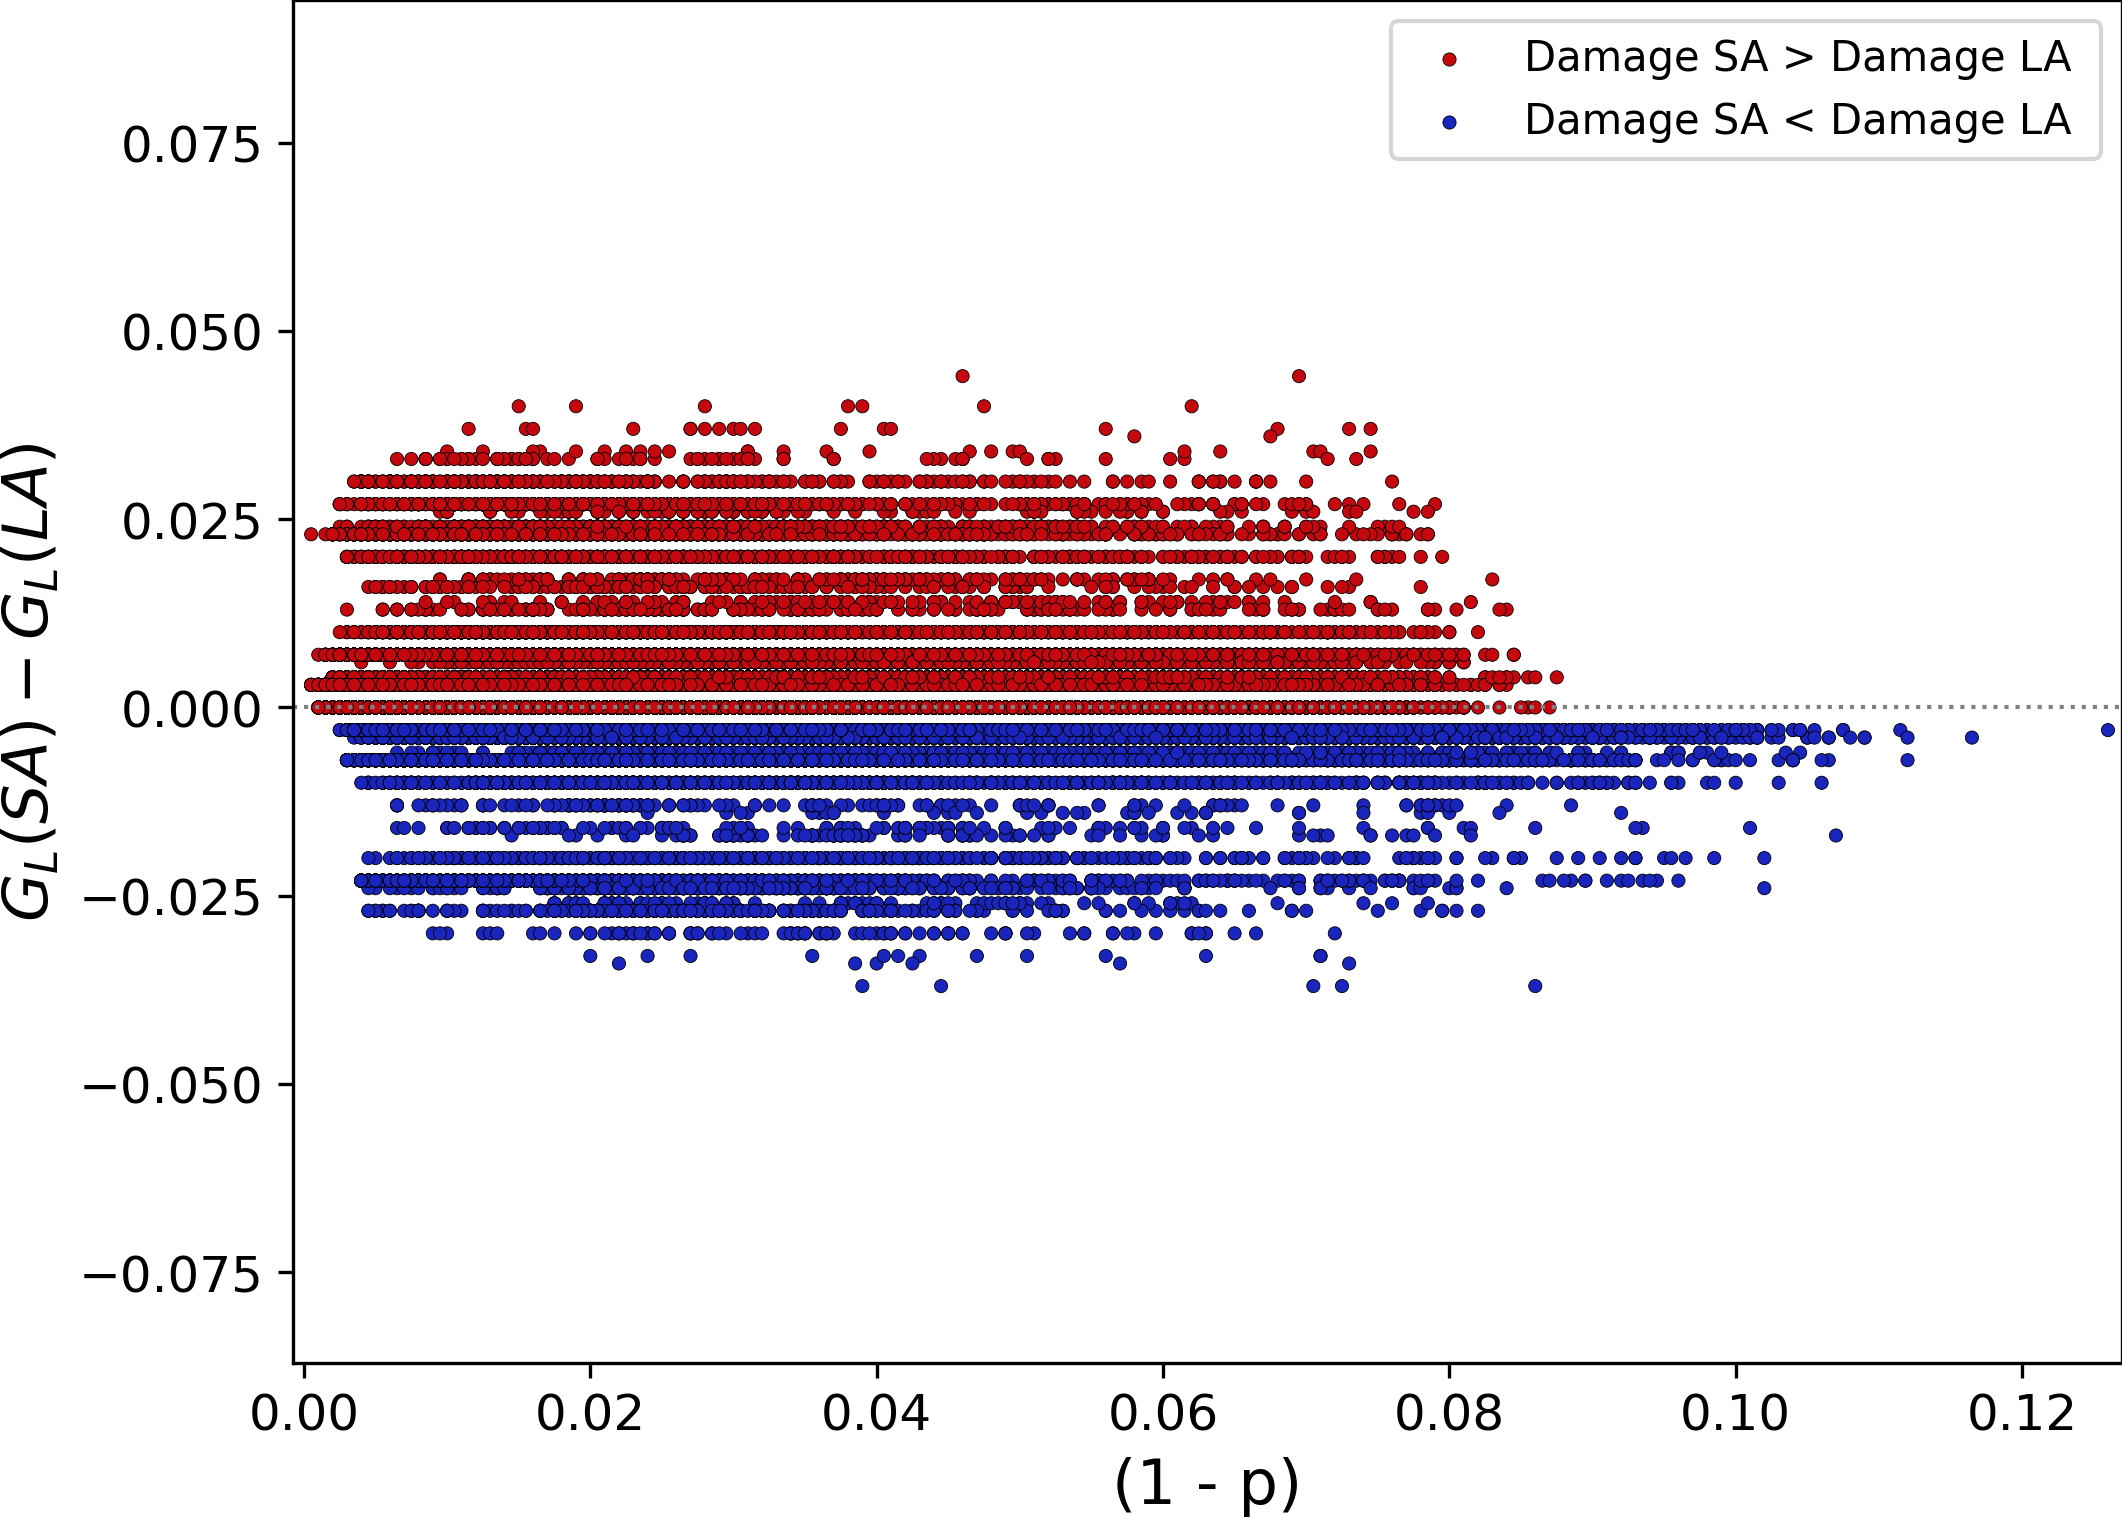 Damage SA > Damage LA
Damage SA < Damage LA
0.075
0.050
0.025
0.000
−0.025
−0.050
−0.075
G_L(SA) − G_L(LA)
0.00 0.02 0.04 0.06 0.08 0.10 0.12
(1 - p)